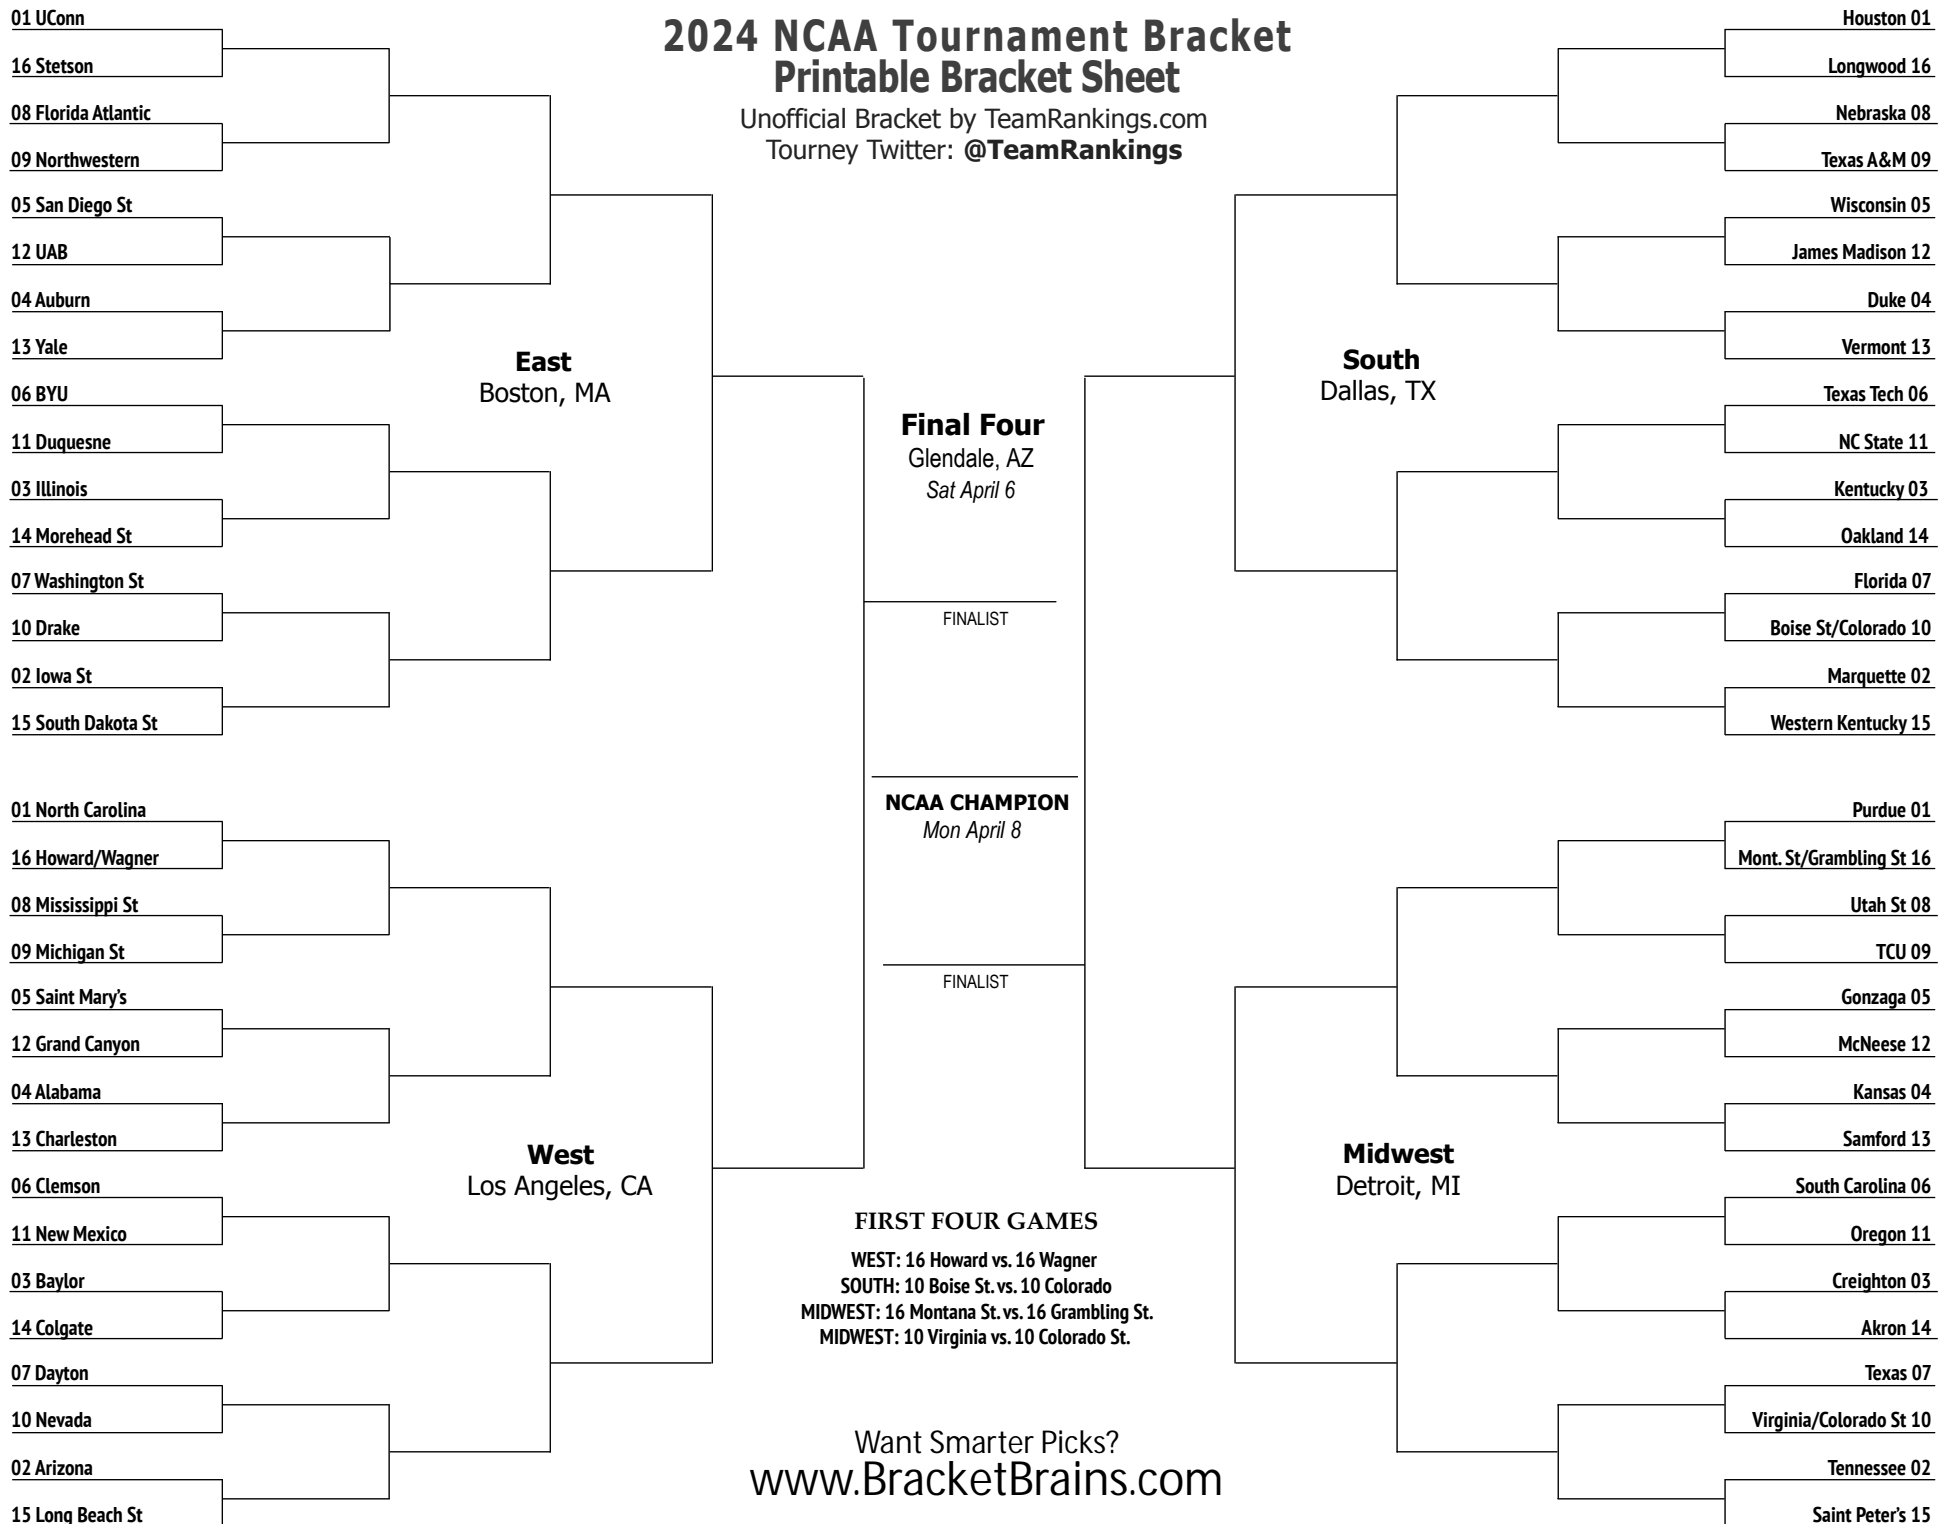 2024 NCAA Tournament Bracket
Printable Bracket Sheet
Unofficial Bracket by TeamRankings.com
Tourney Twitter: @TeamRankings
01 UConn
16 Stetson
08 Florida Atlantic
09 Northwestern
05 San Diego St
12 UAB
04 Auburn
13 Yale
06 BYU
11 Duquesne
03 Illinois
14 Morehead St
07 Washington St
10 Drake
02 Iowa St
15 South Dakota St
East
Boston, MA
01 North Carolina
16 Howard/Wagner
08 Mississippi St
09 Michigan St
05 Saint Mary's
12 Grand Canyon
04 Alabama
13 Charleston
06 Clemson
11 New Mexico
03 Baylor
14 Colgate
07 Dayton
10 Nevada
02 Arizona
15 Long Beach St
West
Los Angeles, CA
Final Four
Glendale, AZ
Sat April 6
FINALIST
NCAA CHAMPION
Mon April 8
FINALIST
FIRST FOUR GAMES
WEST: 16 Howard vs. 16 Wagner
SOUTH: 10 Boise St. vs. 10 Colorado
MIDWEST: 16 Montana St. vs. 16 Grambling St.
MIDWEST: 10 Virginia vs. 10 Colorado St.
Want Smarter Picks?
www.BracketBrains.com
South
Dallas, TX
Houston 01
Longwood 16
Nebraska 08
Texas A&M 09
Wisconsin 05
James Madison 12
Duke 04
Vermont 13
Texas Tech 06
NC State 11
Kentucky 03
Oakland 14
Florida 07
Boise St/Colorado 10
Marquette 02
Western Kentucky 15
Midwest
Detroit, MI
Purdue 01
Mont. St/Grambling St 16
Utah St 08
TCU 09
Gonzaga 05
McNeese 12
Kansas 04
Samford 13
South Carolina 06
Oregon 11
Creighton 03
Akron 14
Texas 07
Virginia/Colorado St 10
Tennessee 02
Saint Peter's 15